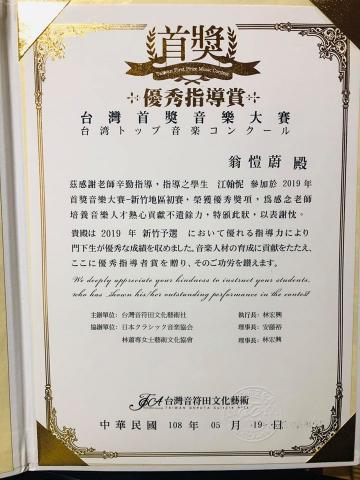 首獎
Taiwan First Prize Music Contest
優秀指導賞
台灣首獎音樂大賽
台湾トップ音楽コンクール
翁愷蔚 殿
茲感謝老師辛勤指導，指導之學生 江翰怩 參加於 2019 年
首獎音樂大賽-新竹地區初賽，榮獲優秀獎項，為感念老師
培養音樂人才熱心貢獻不遺餘力，特頒此狀，以表謝忱。
貴殿は 2019 年 新竹予選 において優れる指導力により
門下生が優秀な成績を収めました。音楽人材の育成に貢献をたたえ、
ここに優秀指導者賞を贈り、そのご功労を鑚えます。
We deeply appreciate your kindness to instruct your students,
who has shown his/her outstanding performance in the contest
主辦單位: 台灣音符田文化藝術社 執行長: 林宏興
協辦單位: 日本クラシック音楽協会 理事長: 安藤裕
林蕭專女士藝術文化協會 理事長: 林宏興
台灣音符田文化藝術
中華民國 108 年 05 月 19 日